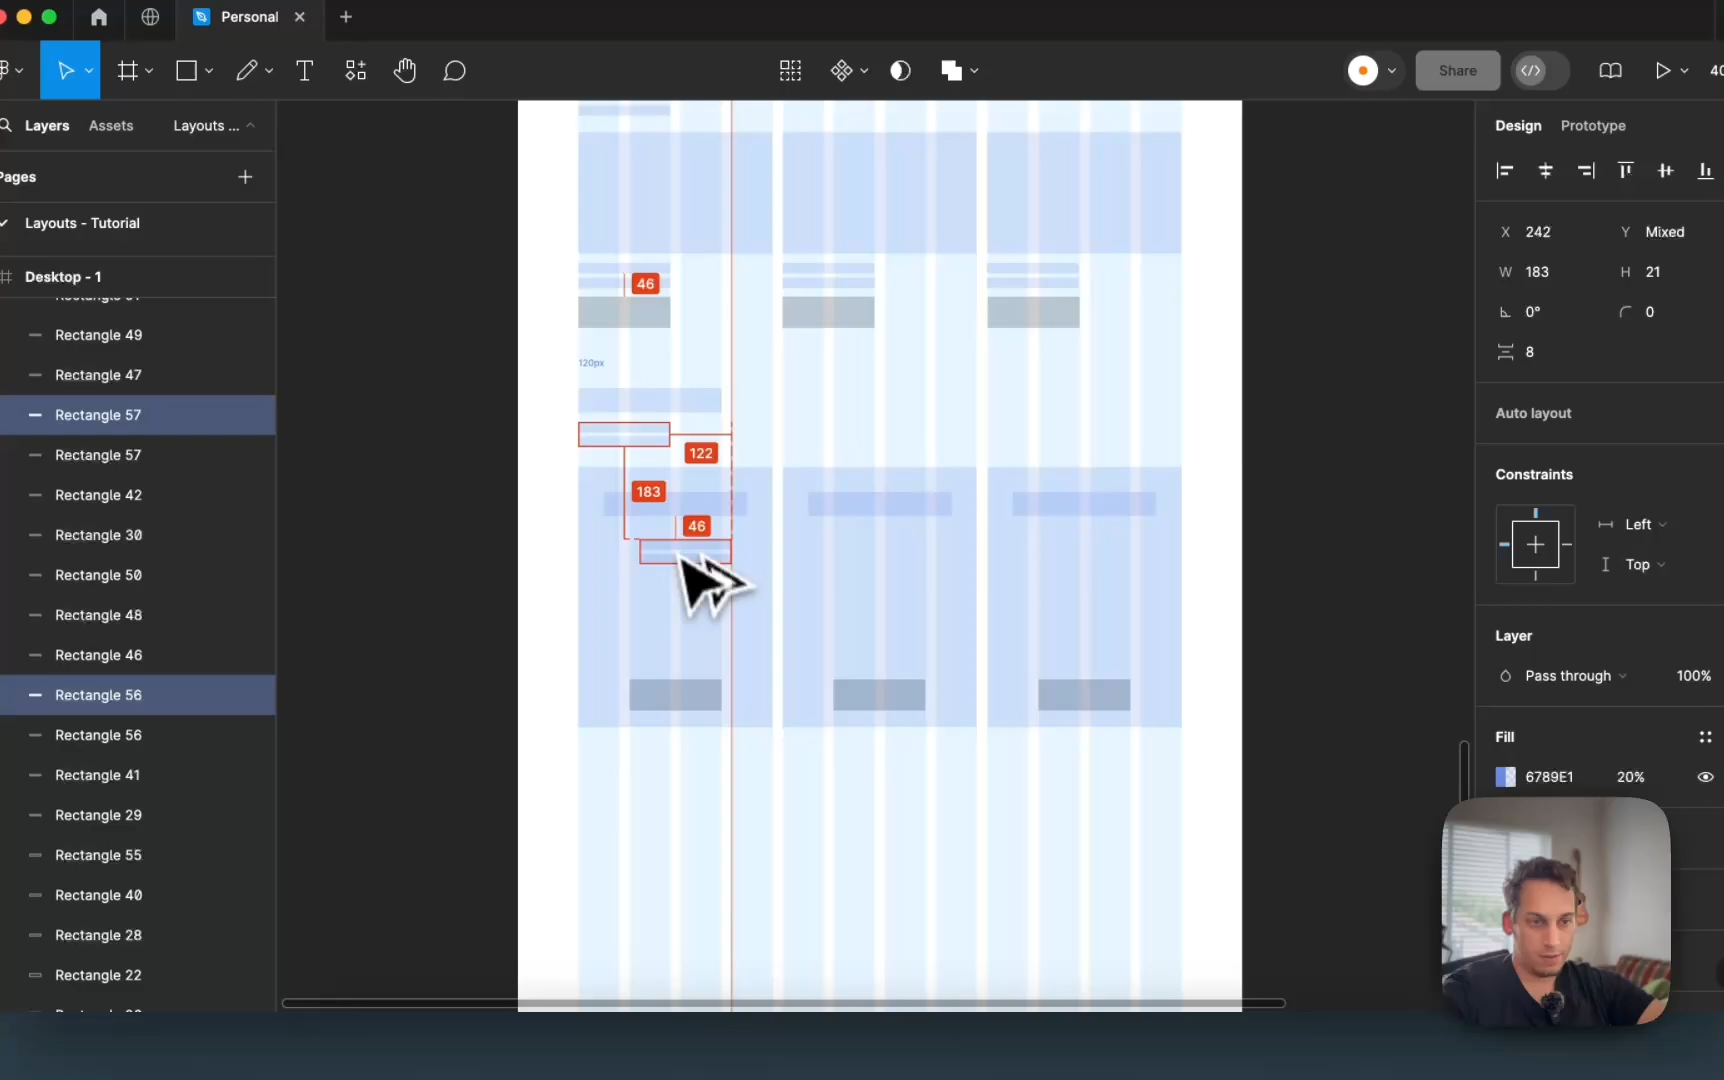 Personal
Share
40
Layers Assets Layouts ...
Pages
Layouts - Tutorial
Desktop - 1
Rectangle 49
Rectangle 47
Rectangle 57
Rectangle 57
Rectangle 42
Rectangle 30
Rectangle 50
Rectangle 48
Rectangle 46
Rectangle 56
Rectangle 56
Rectangle 41
Rectangle 29
Rectangle 55
Rectangle 40
Rectangle 28
Rectangle 22
46
120px
122
183
46
Design Prototype
X 242 Y Mixed
W 183 H 21
0° 0
8
Auto layout
Constraints
Left
Top
Layer
Pass through 100%
Fill
6789E1 20%